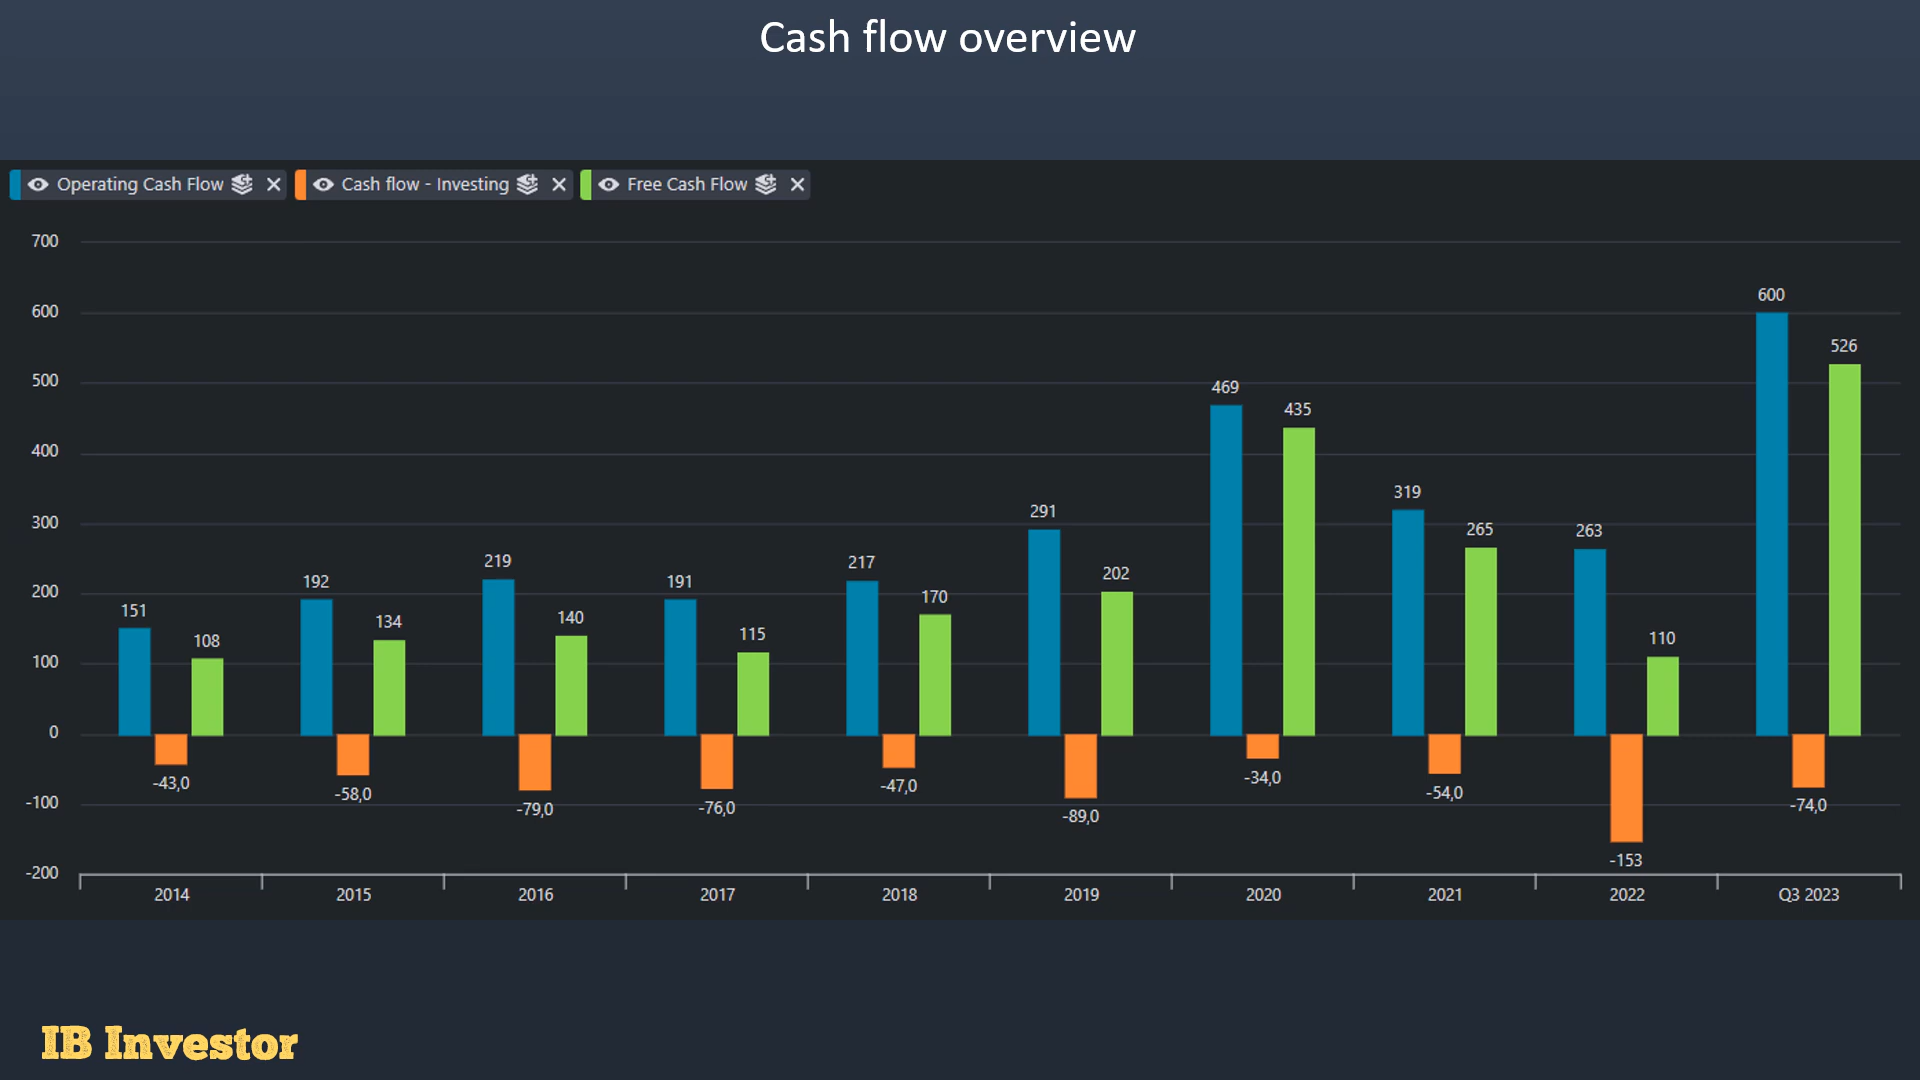 Cash flow overview
Operating Cash Flow Cash flow - Investing Free Cash Flow
700
600
500
400
300
200
100
0
-100
-200
151 -43,0 108
192 -58,0 134
219 -79,0 140
191 -76,0 115
217 -47,0 170
291 -89,0 202
469 -34,0 435
319 -54,0 265
263 -153 110
600 -74,0 526
2014 2015 2016 2017 2018 2019 2020 2021 2022 Q3 2023
IB Investor